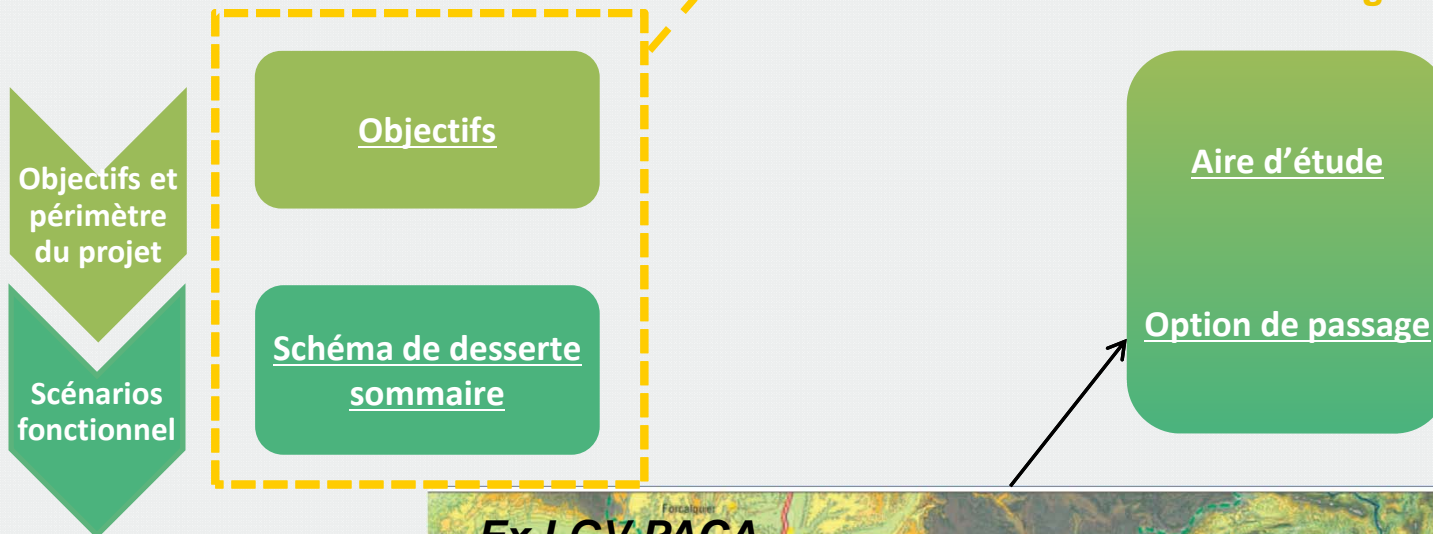 Objectifs et
périmètre
du projet
Scénarios
fonctionnel
Objectifs
Schéma de desserte
sommaire
Aire d'étude
Option de passage
Forcalquier
Ex LGV PACA